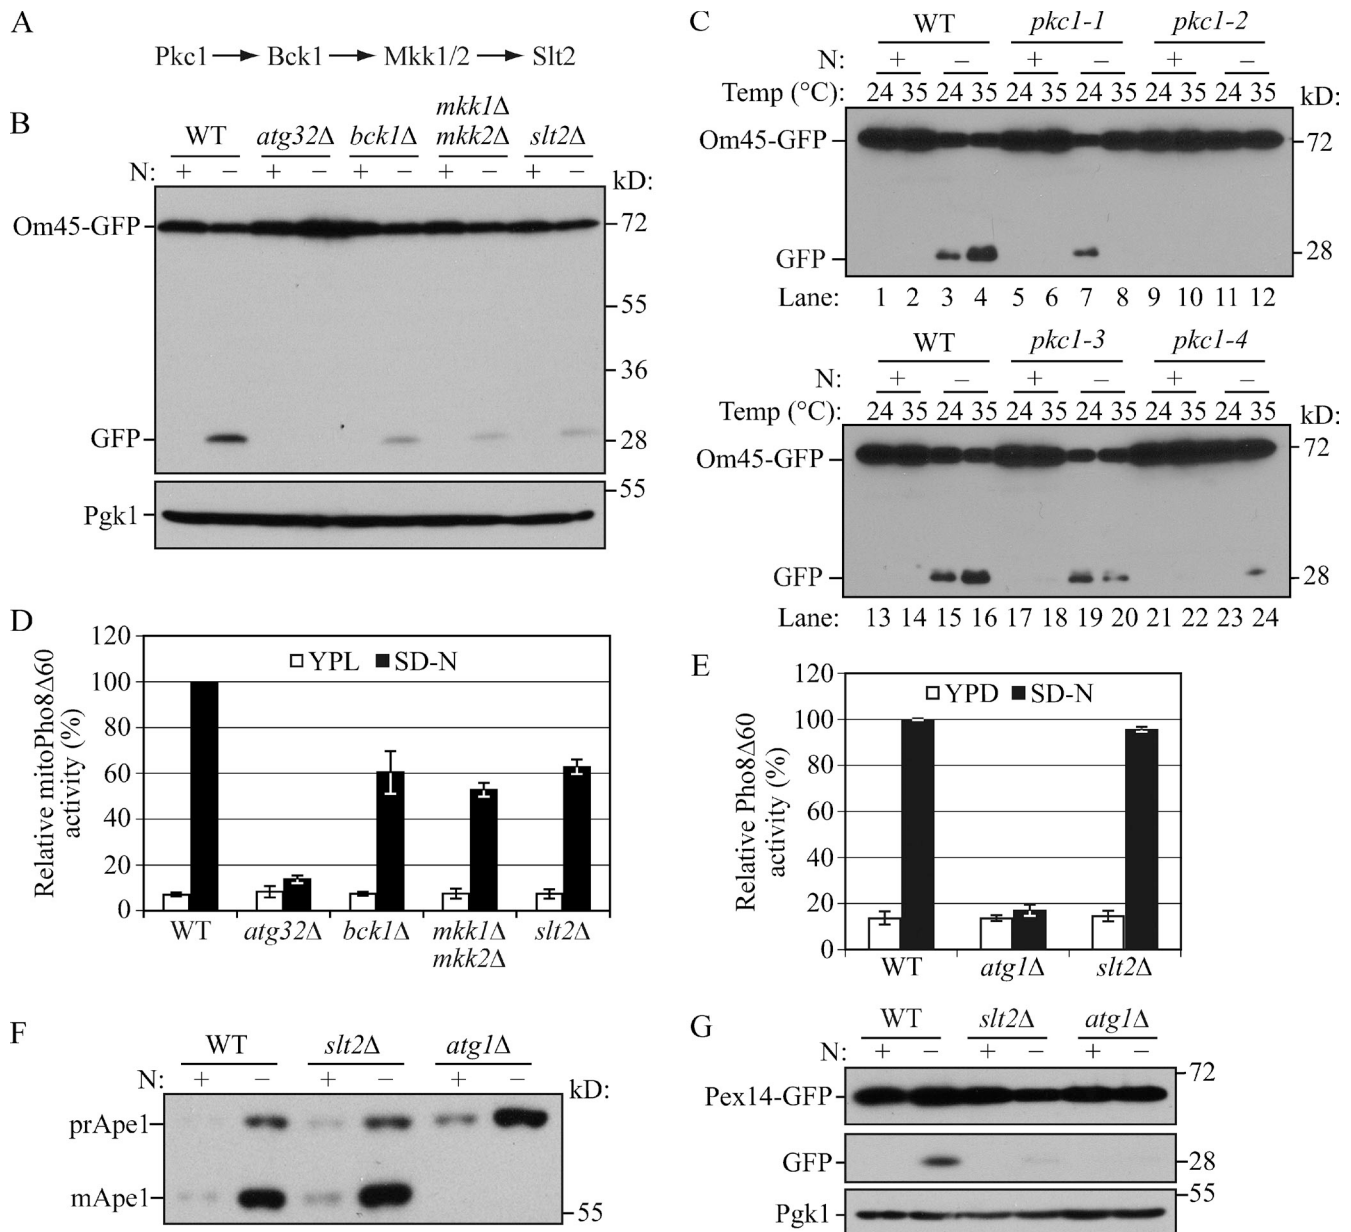 A
Pkc1 → Bck1 → Mkk1/2 → Slt2
B
mkk1Δ
WT atg32Δ bck1Δ mkk2Δ slt2Δ
N: + – + – + – + – + – kD:
Om45-GFP 72
55
36
GFP 28
55
Pgk1
C
WT pkc1-1 pkc1-2
N: + – + – + –
Temp (°C): 24 35 24 35 24 35 24 35 24 35 24 35 kD:
Om45-GFP 72
GFP 28
Lane: 1 2 3 4 5 6 7 8 9 10 11 12
WT pkc1-3 pkc1-4
N: + – + – + –
Temp (°C): 24 35 24 35 24 35 24 35 24 35 24 35 kD:
Om45-GFP 72
GFP 28
Lane: 13 14 15 16 17 18 19 20 21 22 23 24
D
Relative mitoPho8Δ60
activity (%)
120
100
80
60
40
20
0
YPL SD-N
WT atg32Δ bck1Δ mkk1Δ slt2Δ
mkk2Δ
E
Relative Pho8Δ60
activity (%)
120
100
80
60
40
20
0
YPD SD-N
WT atg1Δ slt2Δ
F
WT slt2Δ atg1Δ
N: + – + – + – kD:
prApe1
mApe1
55
G
WT slt2Δ atg1Δ
N: + – + – + –
72
Pex14-GFP
GFP 28
55
Pgk1